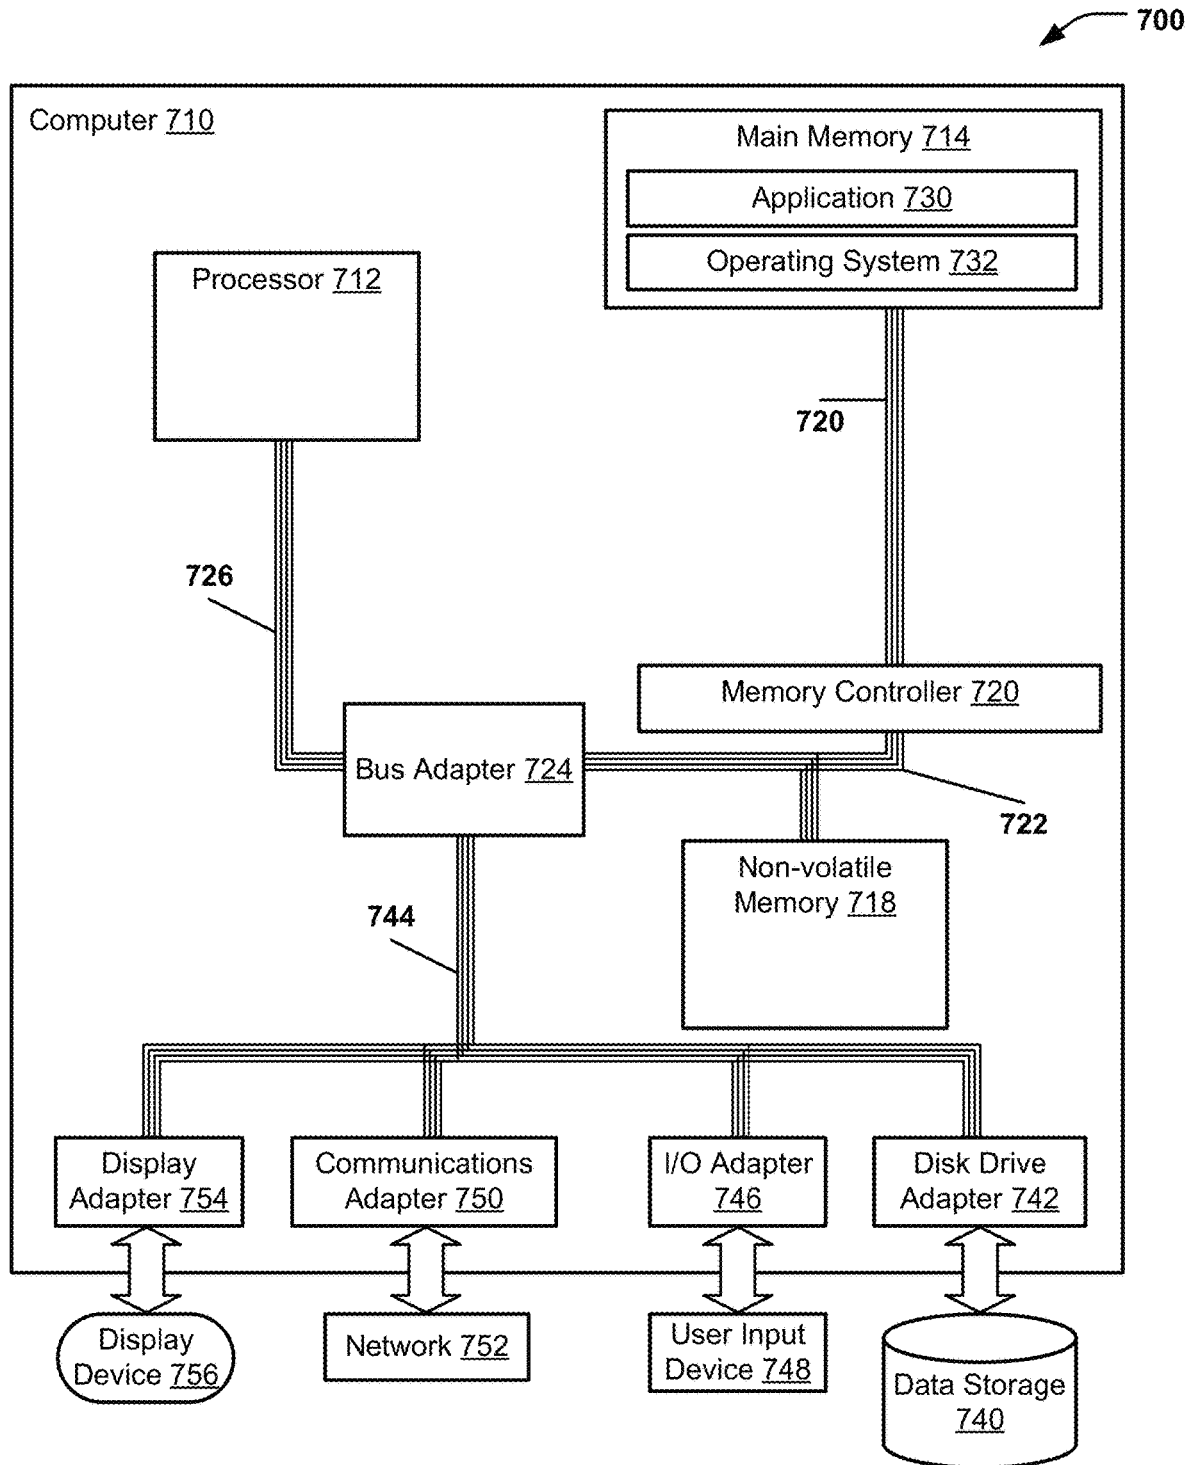 700
Computer 710
Main Memory 714
Application 730
Operating System 732
Processor 712
720
726
Memory Controller 720
Bus Adapter 724
722
Non-volatile
Memory 718
744
Display
Adapter 754
Communications
Adapter 750
I/O Adapter
746
Disk Drive
Adapter 742
Display
Device 756
Network 752
User Input
Device 748
Data Storage
740